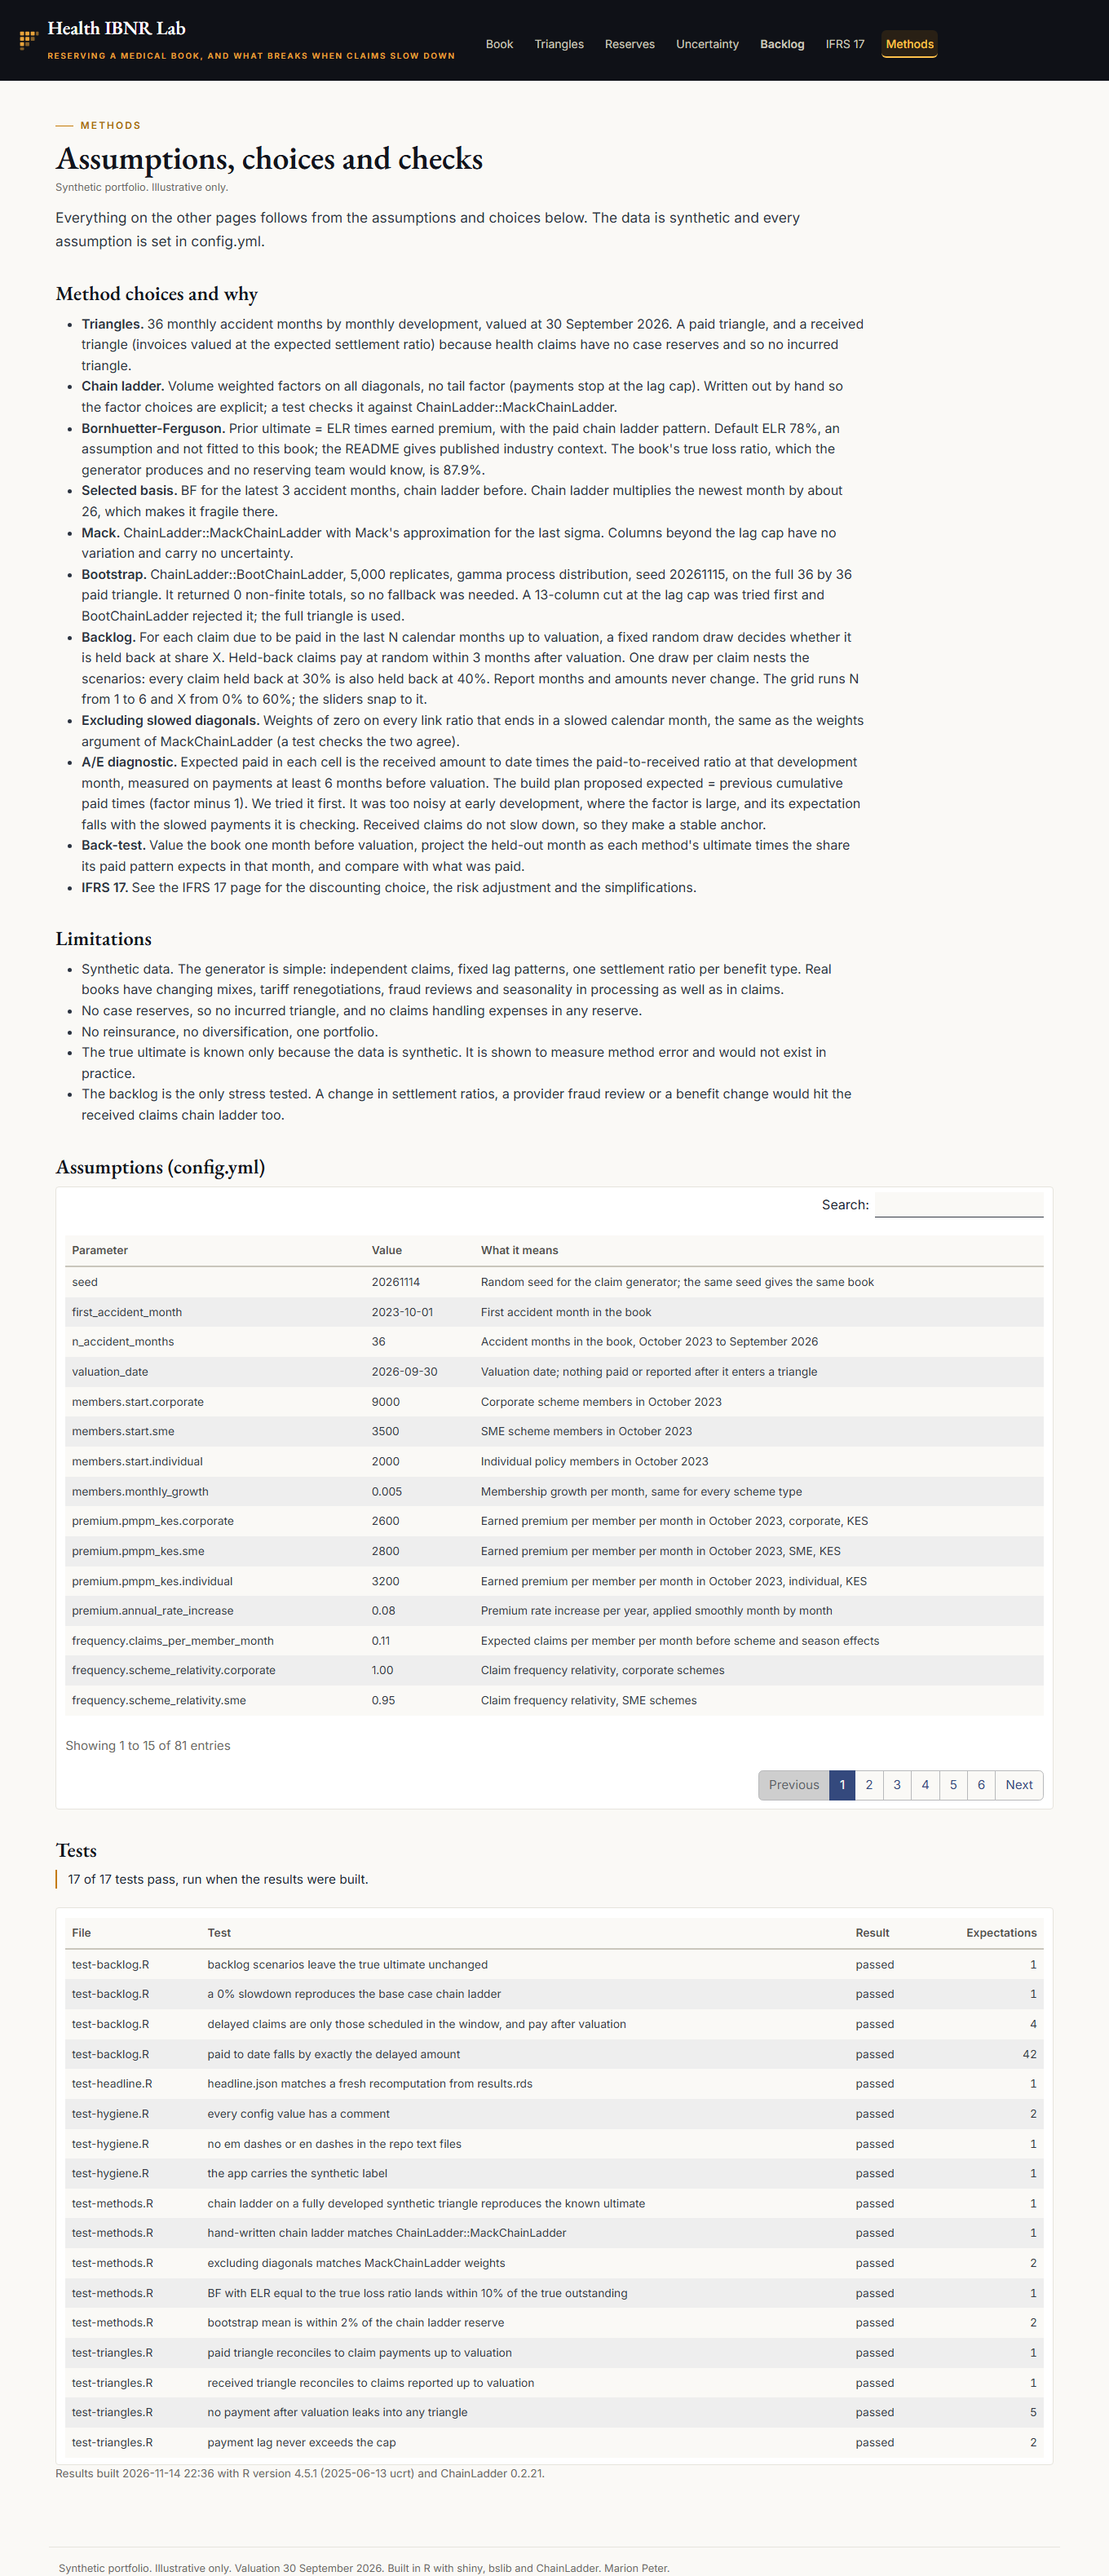 Health IBNR Lab
RESERVING A MEDICAL BOOK, AND WHAT BREAKS WHEN CLAIMS SLOW DOWN
Book Triangles Reserves Uncertainty Backlog IFRS 17 Methods
METHODS
Assumptions, choices and checks
Synthetic portfolio. Illustrative only.
Everything on the other pages follows from the assumptions and choices below. The data is synthetic and every
assumption is set in config.yml.
Method choices and why
• Triangles. 36 monthly accident months by monthly development, valued at 30 September 2026. A paid triangle, and a received
triangle (invoices valued at the expected settlement ratio) because health claims have no case reserves and so no incurred
triangle.
• Chain ladder. Volume weighted factors on all diagonals, no tail factor (payments stop at the lag cap). Written out by hand so
the factor choices are explicit; a test checks it against ChainLadder::MackChainLadder.
• Bornhuetter-Ferguson. Prior ultimate = ELR times earned premium, with the paid chain ladder pattern. Default ELR 78%, an
assumption and not fitted to this book; the README gives published industry context. The book's true loss ratio, which the
generator produces and no reserving team would know, is 87.9%.
• Selected basis. BF for the latest 3 accident months, chain ladder before. Chain ladder multiplies the newest month by about
26, which makes it fragile there.
• Mack. ChainLadder::MackChainLadder with Mack's approximation for the last sigma. Columns beyond the lag cap have no
variation and carry no uncertainty.
• Bootstrap. ChainLadder::BootChainLadder, 5,000 replicates, gamma process distribution, seed 20261115, on the full 36 by 36
paid triangle. It returned 0 non-finite totals, so no fallback was needed. A 13-column cut at the lag cap was tried first and
BootChainLadder rejected it; the full triangle is used.
• Backlog. For each claim due to be paid in the last N calendar months up to valuation, a fixed random draw decides whether it
is held back at share X. Held-back claims pay at random within 3 months after valuation. One draw per claim nests the
scenarios: every claim held back at 30% is also held back at 40%. Report months and amounts never change. The grid runs N
from 1 to 6 and X from 0% to 60%; the sliders snap to it.
• Excluding slowed diagonals. Weights of zero on every link ratio that ends in a slowed calendar month, the same as the weights
argument of MackChainLadder (a test checks the two agree).
• A/E diagnostic. Expected paid in each cell is the received amount to date times the paid-to-received ratio at that development
month, measured on payments at least 6 months before valuation. The build plan proposed expected = previous cumulative
paid times (factor minus 1). We tried it first. It was too noisy at early development, where the factor is large, and its expectation
falls with the slowed payments it is checking. Received claims do not slow down, so they make a stable anchor.
• Back-test. Value the book one month before valuation, project the held-out month as each method's ultimate times the share
its paid pattern expects in that month, and compare with what was paid.
• IFRS 17. See the IFRS 17 page for the discounting choice, the risk adjustment and the simplifications.
Limitations
• Synthetic data. The generator is simple: independent claims, fixed lag patterns, one settlement ratio per benefit type. Real
books have changing mixes, tariff renegotiations, fraud reviews and seasonality in processing as well as in claims.
• No case reserves, so no incurred triangle, and no claims handling expenses in any reserve.
• No reinsurance, no diversification, one portfolio.
• The true ultimate is known only because the data is synthetic. It is shown to measure method error and would not exist in
practice.
• The backlog is the only stress tested. A change in settlement ratios, a provider fraud review or a benefit change would hit the
received claims chain ladder too.
Assumptions (config.yml)
Search:
Parameter Value What it means
seed 20261114 Random seed for the claim generator; the same seed gives the same book
first_accident_month 2023-10-01 First accident month in the book
n_accident_months 36 Accident months in the book, October 2023 to September 2026
valuation_date 2026-09-30 Valuation date; nothing paid or reported after it enters a triangle
members.start.corporate 9000 Corporate scheme members in October 2023
members.start.sme 3500 SME scheme members in October 2023
members.start.individual 2000 Individual policy members in October 2023
members.monthly_growth 0.005 Membership growth per month, same for every scheme type
premium.pmpm_kes.corporate 2600 Earned premium per member per month in October 2023, corporate, KES
premium.pmpm_kes.sme 2800 Earned premium per member per month in October 2023, SME, KES
premium.pmpm_kes.individual 3200 Earned premium per member per month in October 2023, individual, KES
premium.annual_rate_increase 0.08 Premium rate increase per year, applied smoothly month by month
frequency.claims_per_member_month 0.11 Expected claims per member per month before scheme and season effects
frequency.scheme_relativity.corporate 1.00 Claim frequency relativity, corporate schemes
frequency.scheme_relativity.sme 0.95 Claim frequency relativity, SME schemes
Showing 1 to 15 of 81 entries
Previous 1 2 3 4 5 6 Next
Tests
17 of 17 tests pass, run when the results were built.
File Test Result Expectations
test-backlog.R backlog scenarios leave the true ultimate unchanged passed 1
test-backlog.R a 0% slowdown reproduces the base case chain ladder passed 1
test-backlog.R delayed claims are only those scheduled in the window, and pay after valuation passed 4
test-backlog.R paid to date falls by exactly the delayed amount passed 42
test-headline.R headline.json matches a fresh recomputation from results.rds passed 1
test-hygiene.R every config value has a comment passed 2
test-hygiene.R no em dashes or en dashes in the repo text files passed 1
test-hygiene.R the app carries the synthetic label passed 1
test-methods.R chain ladder on a fully developed synthetic triangle reproduces the known ultimate passed 1
test-methods.R hand-written chain ladder matches ChainLadder::MackChainLadder passed 1
test-methods.R excluding diagonals matches MackChainLadder weights passed 2
test-methods.R BF with ELR equal to the true loss ratio lands within 10% of the true outstanding passed 1
test-methods.R bootstrap mean is within 2% of the chain ladder reserve passed 2
test-triangles.R paid triangle reconciles to claim payments up to valuation passed 1
test-triangles.R received triangle reconciles to claims reported up to valuation passed 1
test-triangles.R no payment after valuation leaks into any triangle passed 5
test-triangles.R payment lag never exceeds the cap passed 2
Results built 2026-11-14 22:36 with R version 4.5.1 (2025-06-13 ucrt) and ChainLadder 0.2.21.
Synthetic portfolio. Illustrative only. Valuation 30 September 2026. Built in R with shiny, bslib and ChainLadder. Marion Peter.